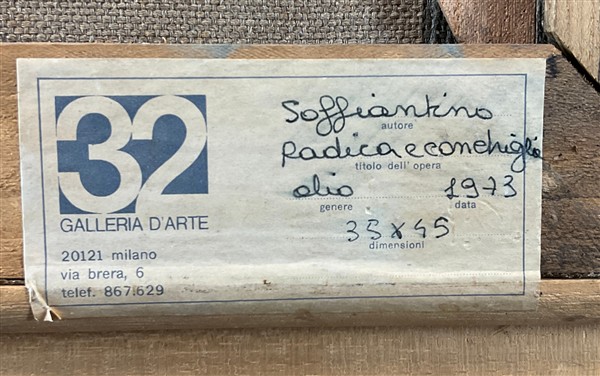 32
GALLERIA D'ARTE
20121 milano
via brera, 6
telef. 867.629
Soffiantino
autore
Radica e conchiglia
titolo dell' opera
olio 1973
genere data
35x45
dimensioni